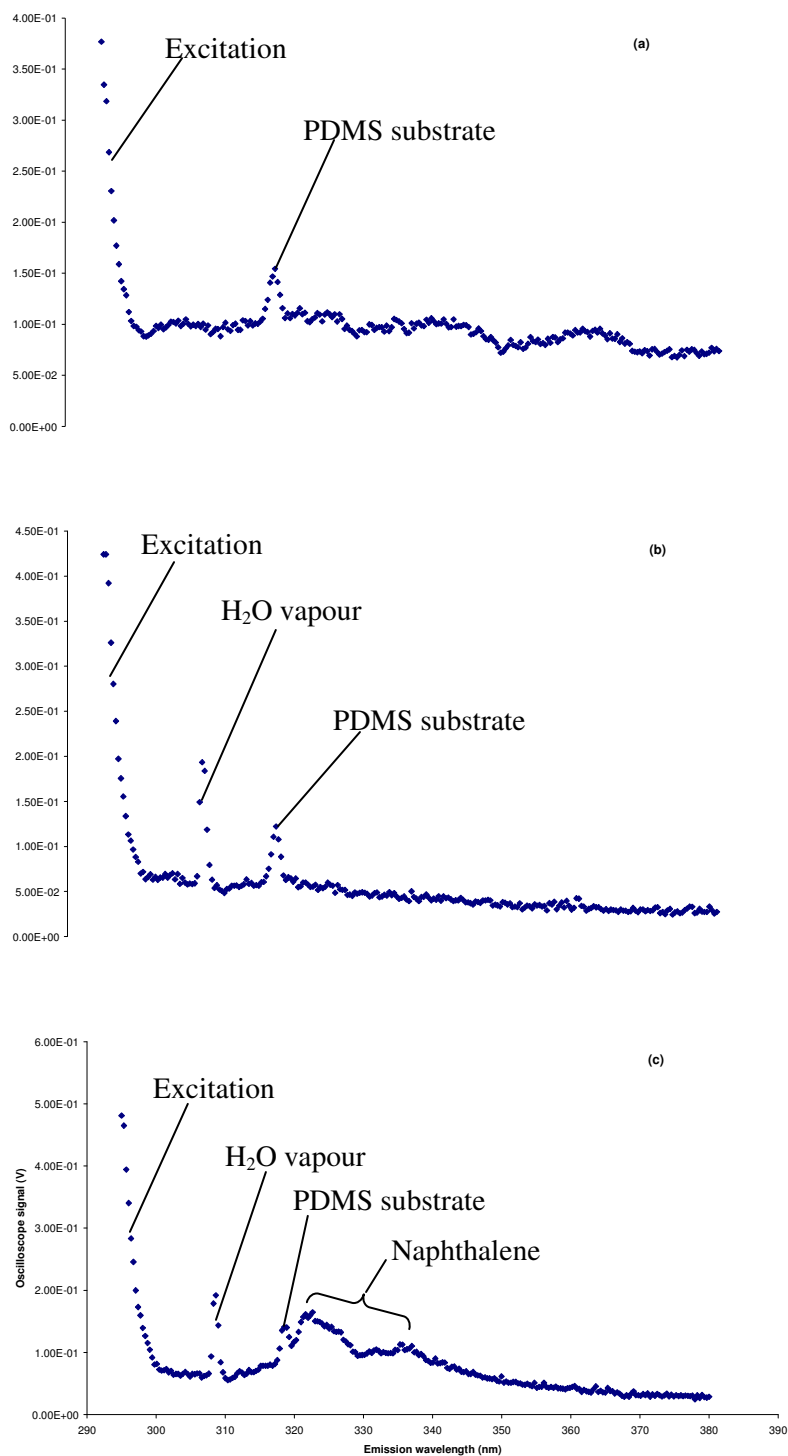 4.00E-01
(a)
Excitation
3.50E-01
3.00E-01
PDMS substrate
2.50E-01
2.00E-01
1.50E-01
1.00E-01
5.00E-02
0.00E+00
4.50E-01
(b)
Excitation
4.00E-01
H₂O vapour
3.50E-01
3.00E-01
2.50E-01
PDMS substrate
2.00E-01
1.50E-01
1.00E-01
5.00E-02
0.00E+00
6.00E-01
(c)
Excitation
5.00E-01
H₂O vapour
4.00E-01
PDMS substrate
Naphthalene
3.00E-01
Oscilloscope signal (V)
2.00E-01
1.00E-01
0.00E+00
290 300 310 320 330 340 350 360 370 380 390
Emission wavelength (nm)